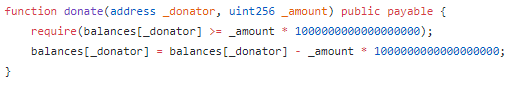 function donate(address _donator, uint256 _amount) public payable {
    require(balances[_donator] >= _amount * 1000000000000000000);
    balances[_donator] = balances[_donator] - _amount * 1000000000000000000;
}